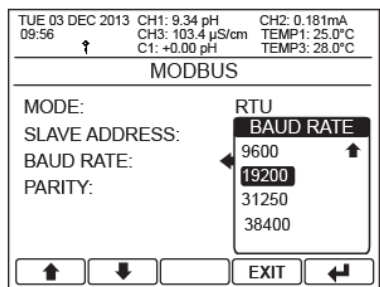 TUE 03 DEC 2013 CH1: 9.34 pH CH2: 0.181mA
09:56 CH3: 103.4 µS/cm TEMP1: 25.0°C
C1: +0.00 pH TEMP3: 28.0°C
MODBUS
MODE: RTU
SLAVE ADDRESS:
BAUD RATE:
PARITY:
BAUD RATE
9600
19200
31250
38400
EXIT